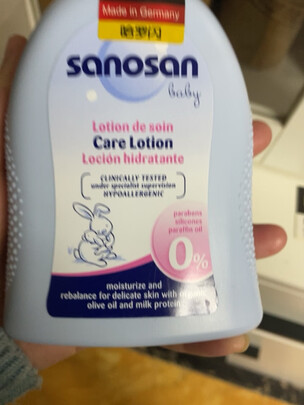 Made in Germany
sanosan
baby
Lotion de soin
Care Lotion
Loción hidratante
CLINICALLY TESTED
under specialist supervision
HYPOALLERGENIC
parabens
silicones
paraffin oil
0%
moisturize and
rebalance for delicate skin with
olive oil and milk protein